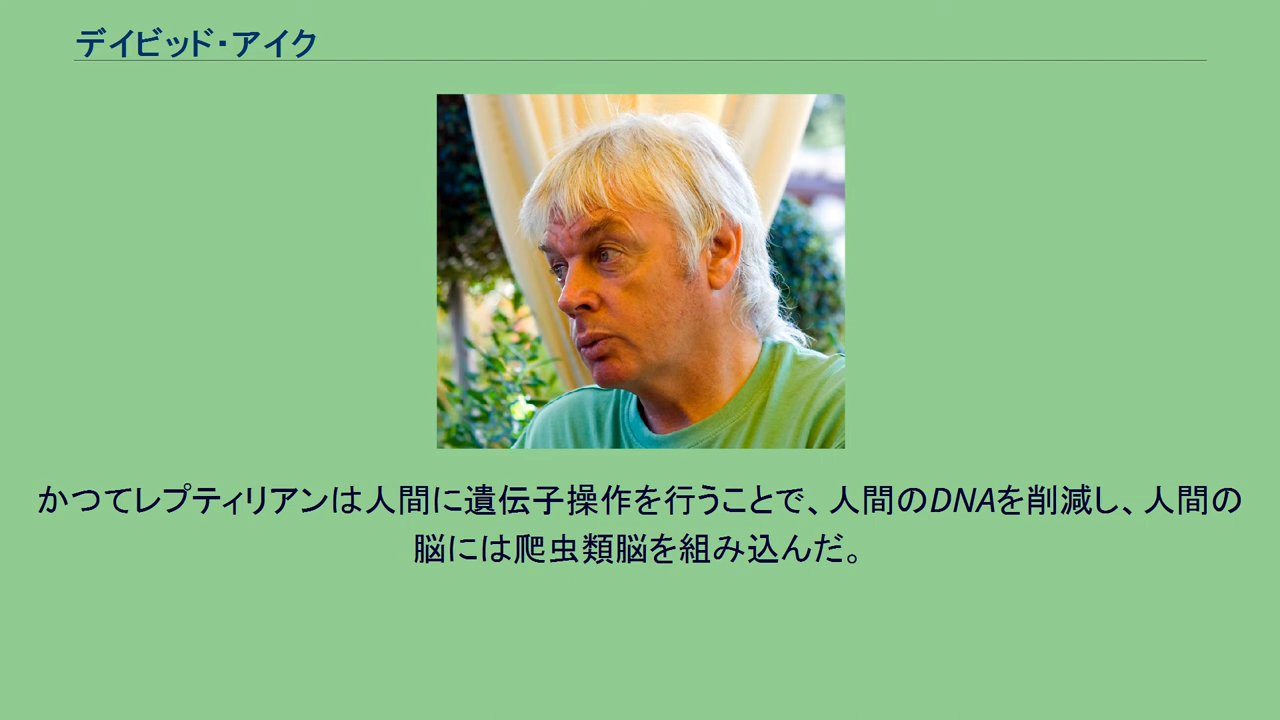 デイビッド・アイク
かつてレプティリアンは人間に遺伝子操作を行うことで、人間のDNAを削減し、人間の
脳には爬虫類脳を組み込んだ。